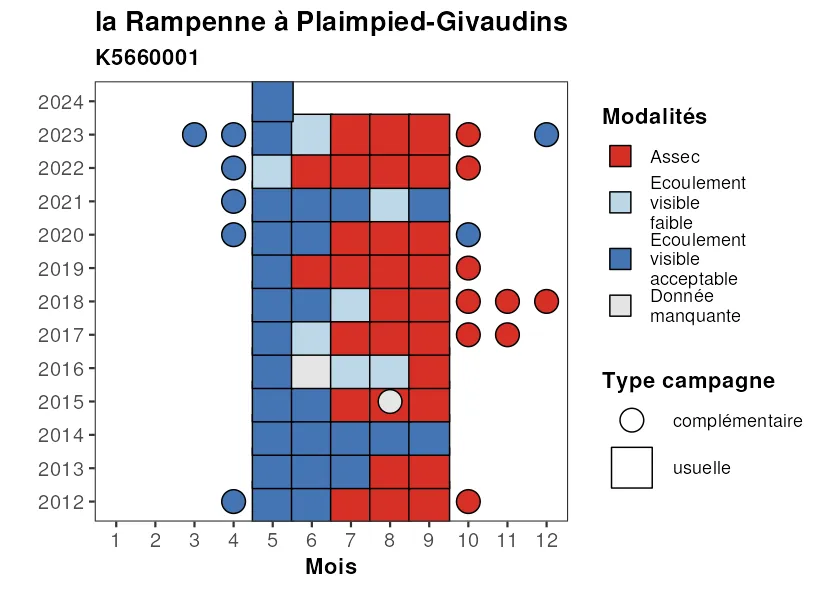 la Rampenne à Plaimpied-Givaudins
K5660001
2024
2023
2022
2021
2020
2019
2018
2017
2016
2015
2014
2013
2012
1 2 3 4 5 6 7 8 9 10 11 12
Mois
Modalités
Assec
Ecoulement
visible
faible
Ecoulement
visible
acceptable
Donnée
manquante
Type campagne
complémentaire
usuelle